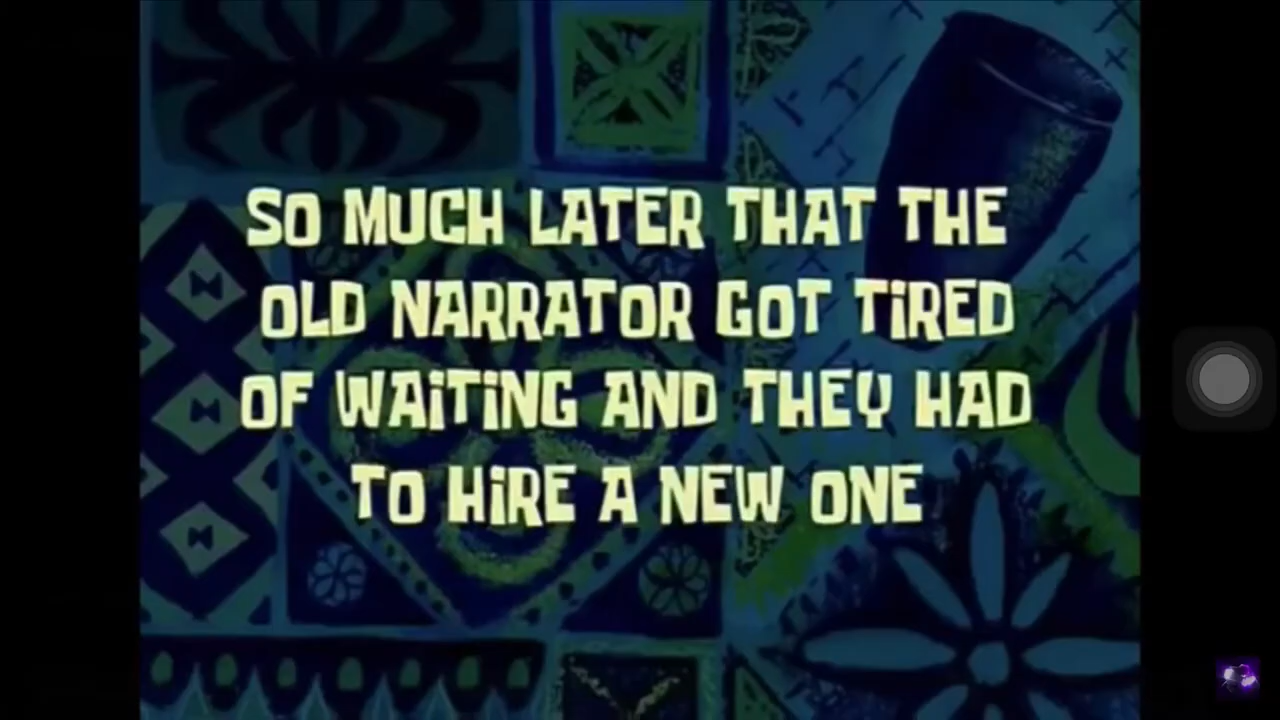 SO MUCH LATER THAT THE
OLD NARRATOR GOT TiRED
OF WAiTiNG AND THEY HAD
TO HiRE A NEW ONE